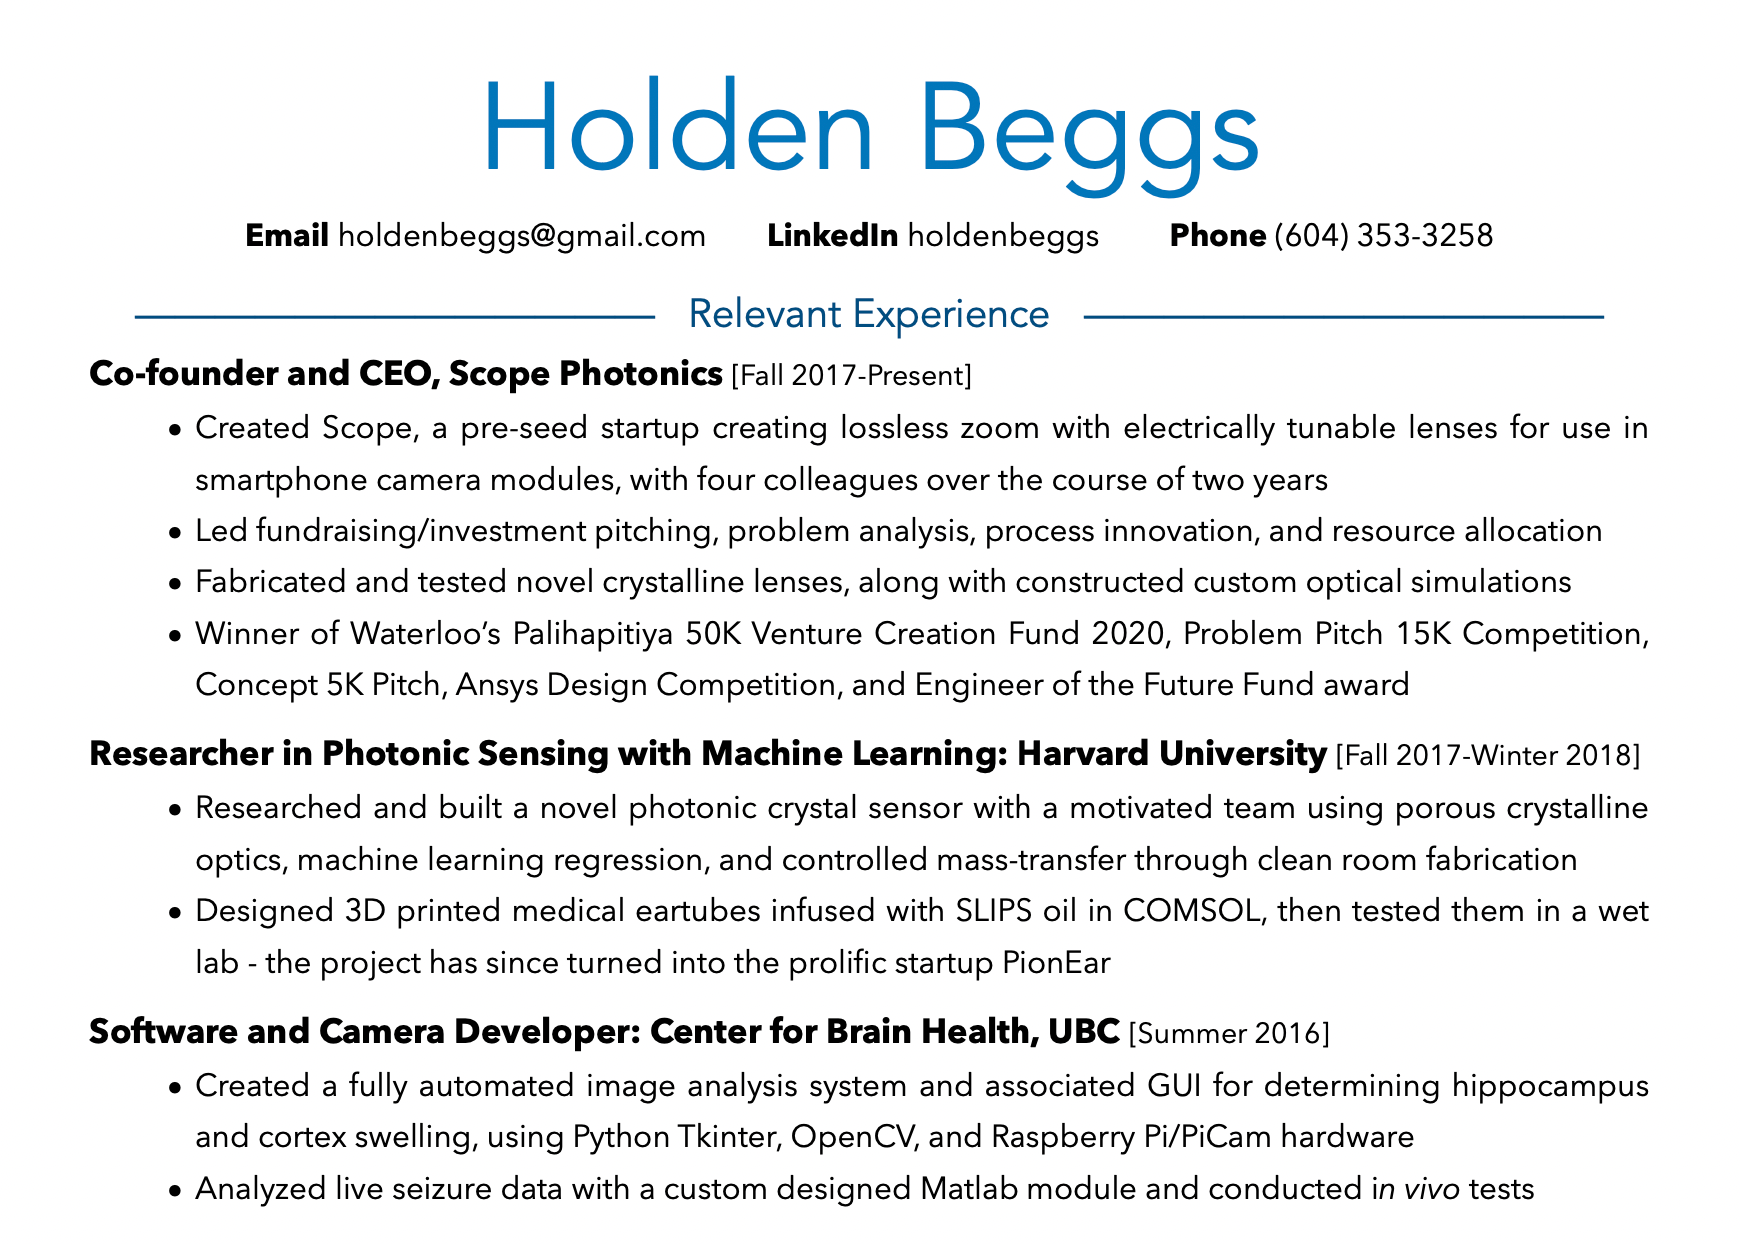 Holden Beggs
Email holdenbeggs@gmail.com LinkedIn holdenbeggs Phone (604) 353-3258
Relevant Experience
Co-founder and CEO, Scope Photonics [Fall 2017-Present]
• Created Scope, a pre-seed startup creating lossless zoom with electrically tunable lenses for use in
smartphone camera modules, with four colleagues over the course of two years
• Led fundraising/investment pitching, problem analysis, process innovation, and resource allocation
• Fabricated and tested novel crystalline lenses, along with constructed custom optical simulations
• Winner of Waterloo’s Palihapitiya 50K Venture Creation Fund 2020, Problem Pitch 15K Competition,
Concept 5K Pitch, Ansys Design Competition, and Engineer of the Future Fund award
Researcher in Photonic Sensing with Machine Learning: Harvard University [Fall 2017-Winter 2018]
• Researched and built a novel photonic crystal sensor with a motivated team using porous crystalline
optics, machine learning regression, and controlled mass-transfer through clean room fabrication
• Designed 3D printed medical eartubes infused with SLIPS oil in COMSOL, then tested them in a wet
lab - the project has since turned into the prolific startup PionEar
Software and Camera Developer: Center for Brain Health, UBC [Summer 2016]
• Created a fully automated image analysis system and associated GUI for determining hippocampus
and cortex swelling, using Python Tkinter, OpenCV, and Raspberry Pi/PiCam hardware
• Analyzed live seizure data with a custom designed Matlab module and conducted in vivo tests